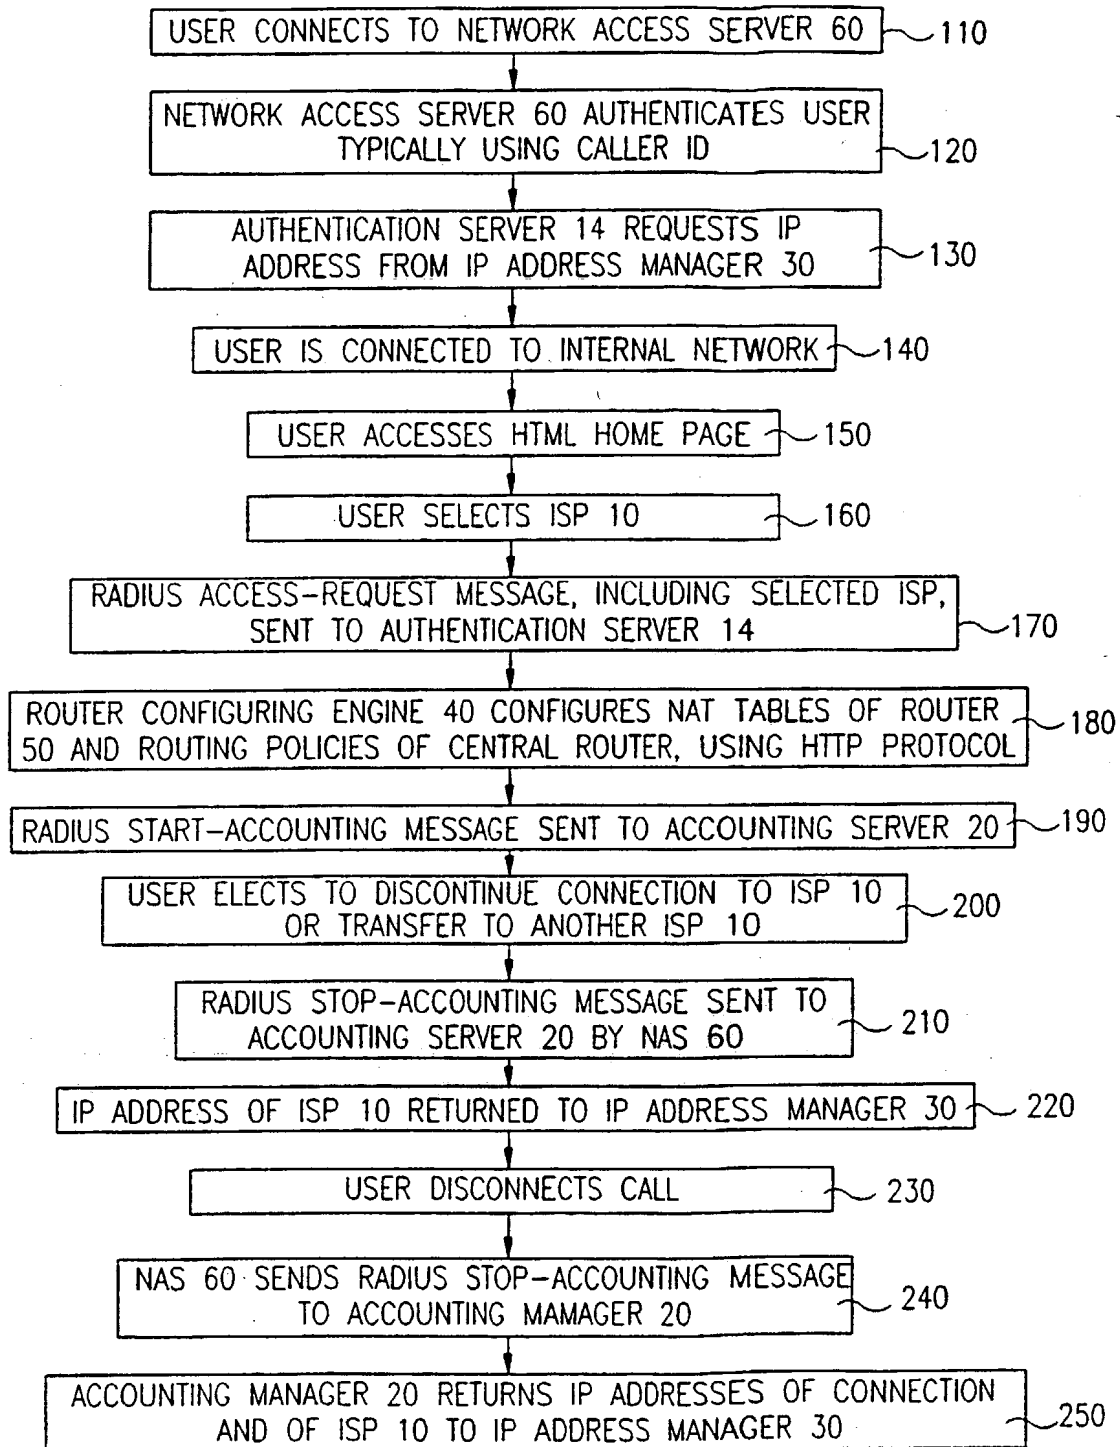 USER CONNECTS TO NETWORK ACCESS SERVER 60
110
NETWORK ACCESS SERVER 60 AUTHENTICATES USER
TYPICALLY USING CALLER ID
120
AUTHENTICATION SERVER 14 REQUESTS IP
ADDRESS FROM IP ADDRESS MANAGER 30
130
USER IS CONNECTED TO INTERNAL NETWORK
140
USER ACCESSES HTML HOME PAGE
150
USER SELECTS ISP 10
160
RADIUS ACCESS-REQUEST MESSAGE, INCLUDING SELECTED ISP,
SENT TO AUTHENTICATION SERVER 14
170
ROUTER CONFIGURING ENGINE 40 CONFIGURES NAT TABLES OF ROUTER
50 AND ROUTING POLICIES OF CENTRAL ROUTER, USING HTTP PROTOCOL
180
RADIUS START-ACCOUNTING MESSAGE SENT TO ACCOUNTING SERVER 20
190
USER ELECTS TO DISCONTINUE CONNECTION TO ISP 10
OR TRANSFER TO ANOTHER ISP 10
200
RADIUS STOP-ACCOUNTING MESSAGE SENT TO
ACCOUNTING SERVER 20 BY NAS 60
210
IP ADDRESS OF ISP 10 RETURNED TO IP ADDRESS MANAGER 30
220
USER DISCONNECTS CALL
230
NAS 60 SENDS RADIUS STOP-ACCOUNTING MESSAGE
TO ACCOUNTING MAMAGER 20
240
ACCOUNTING MANAGER 20 RETURNS IP ADDRESSES OF CONNECTION
AND OF ISP 10 TO IP ADDRESS MANAGER 30
250